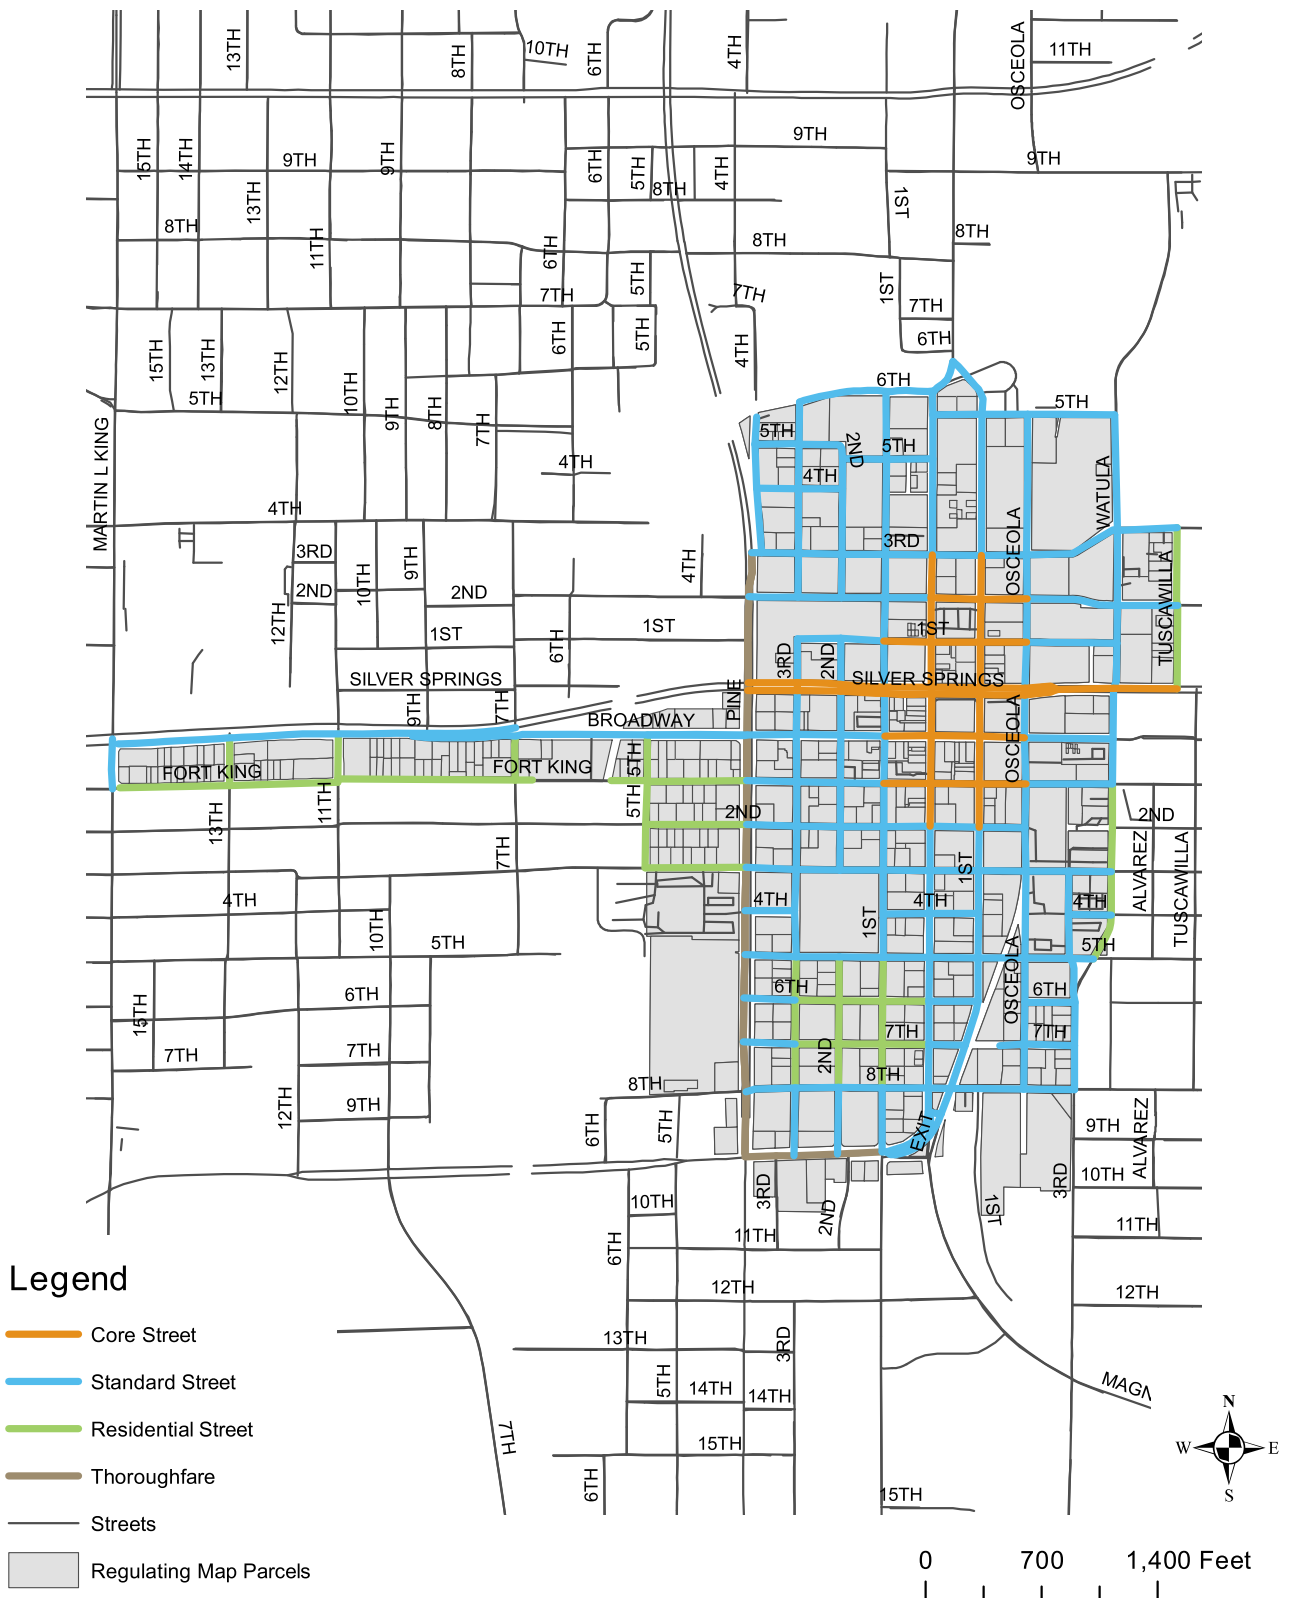 OSCEOLA
13TH
8TH
10TH
6TH
4TH
11TH
15TH
14TH
9TH
9TH
6TH
5TH
8TH
4TH
9TH
9TH
13TH
1ST
8TH
11TH
6TH
8TH
8TH
5TH
1ST
7TH
7TH
7TH
15TH
13TH
12TH
6TH
5TH
4TH
6TH
5TH
10TH
9TH
8TH
7TH
6TH
5TH
MARTIN L KING
5TH
2ND
5TH
4TH
4TH
WATULA
4TH
OSCEOLA
3RD
3RD
2ND
10TH
9TH
2ND
4TH
TUSCAWILLA
12TH
1ST
1ST
6TH
1ST
3RD
2ND
SILVER SPRINGS
SILVER SPRINGS
9TH
7TH
PINE
BROADWAY
OSCEOLA
FORT KING
FORT KING
5TH
13TH
11TH
5TH
2ND
2ND
7TH
1ST
ALVAREZ
TUSCAWILLA
4TH
10TH
5TH
4TH
1ST
4TH
4TH
5TH
OSCEOLA
6TH
15TH
6TH
6TH
7TH
7TH
2ND
7TH
7TH
8TH
8TH
12TH
9TH
6TH
5TH
EXIT
9TH
ALVAREZ
10TH
10TH
3RD
2ND
1ST
3RD
11TH
6TH
11TH
12TH
12TH
13TH
3RD
5TH
14TH
14TH
MAGN
7TH
15TH
6TH
15TH
Legend
Core Street
Standard Street
Residential Street
Thoroughfare
Streets
Regulating Map Parcels
N
W
E
S
0 700 1,400 Feet